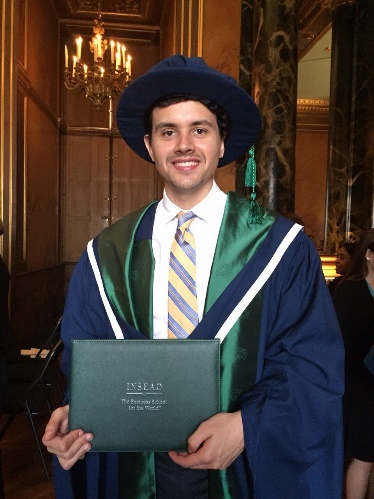 INSEAD
The Business School
for the World®